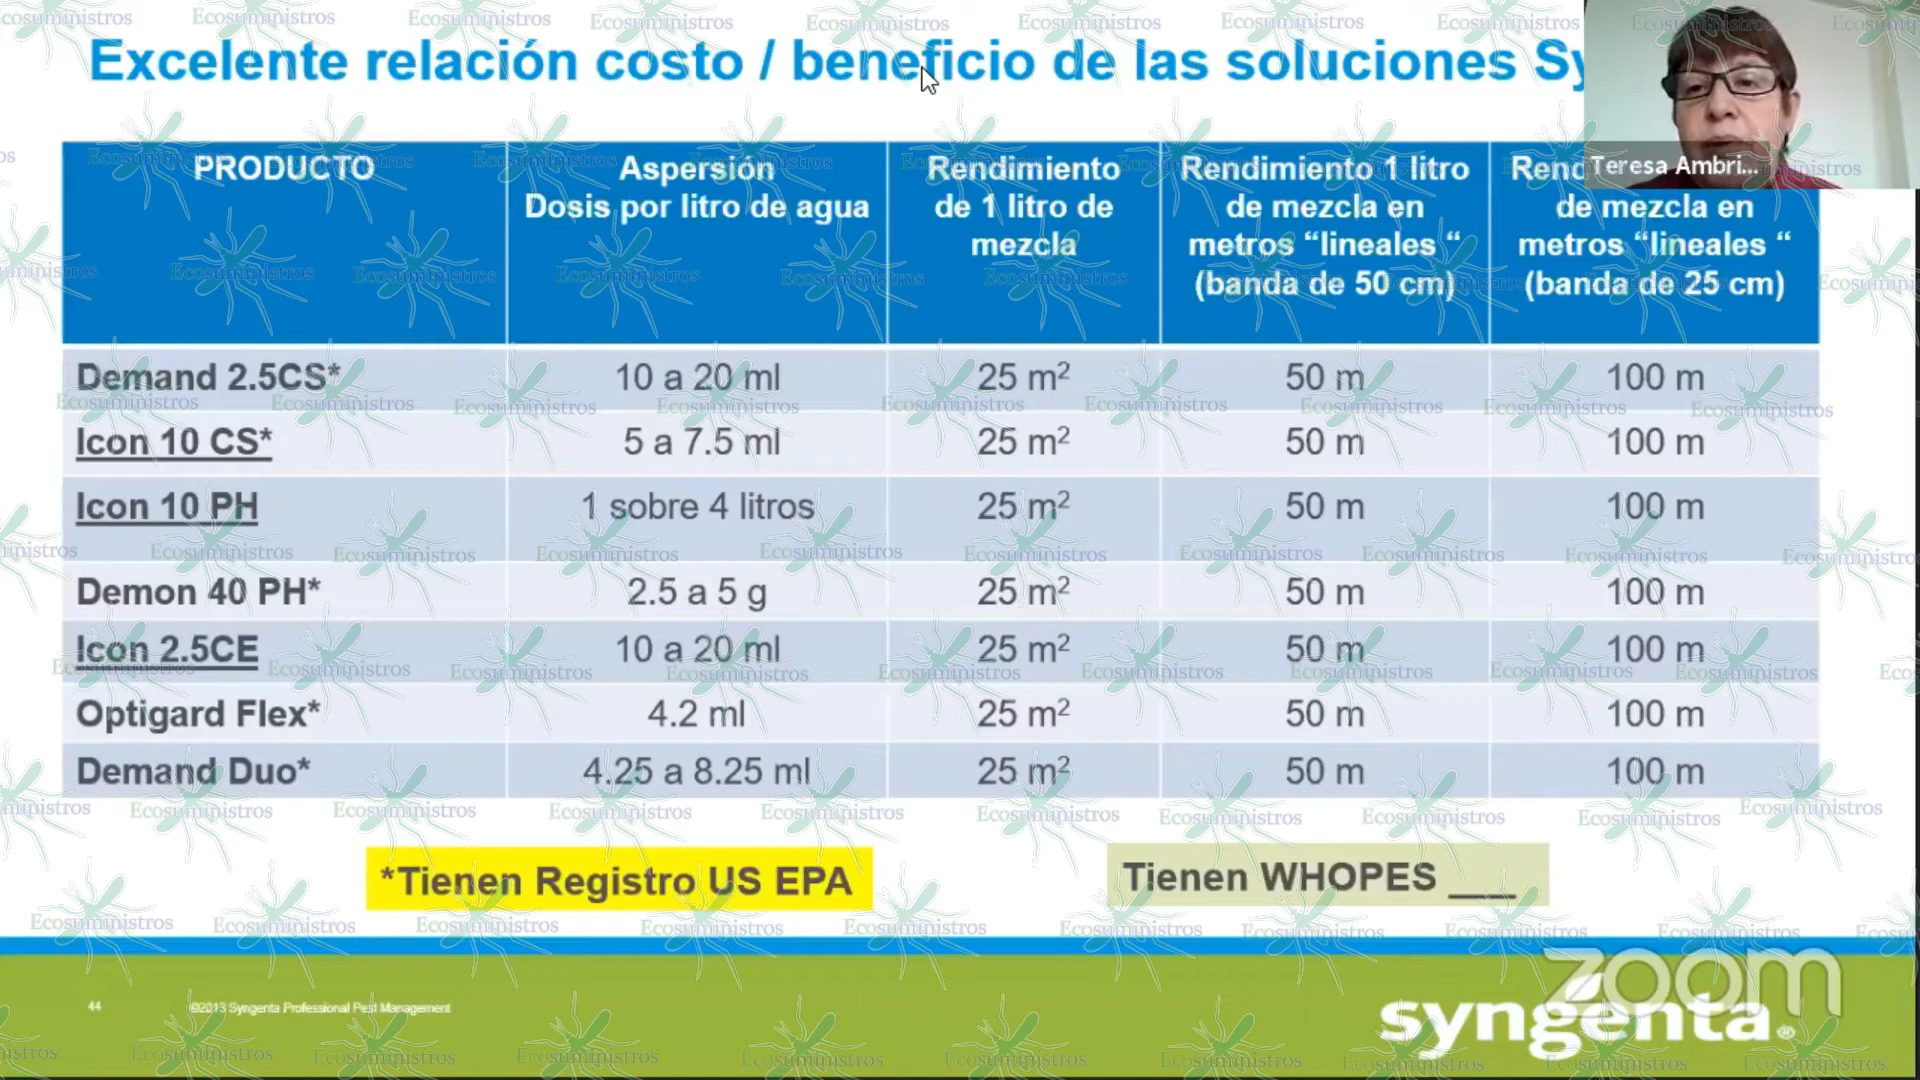 Excelente relación costo / beneficio de las soluciones Sy
Teresa Ambri...
PRODUCTO
Aspersión
Dosis por litro de agua
Rendimiento
de 1 litro de
mezcla
Rendimiento 1 litro
de mezcla en
metros “lineales “
(banda de 50 cm)
Rend
de mezcla en
metros “lineales “
(banda de 25 cm)
Demand 2.5CS* 10 a 20 ml 25 m² 50 m 100 m
Icon 10 CS* 5 a 7.5 ml 25 m² 50 m 100 m
Icon 10 PH 1 sobre 4 litros 25 m² 50 m 100 m
Demon 40 PH* 2.5 a 5 g 25 m² 50 m 100 m
Icon 2.5CE 10 a 20 ml 25 m² 50 m 100 m
Optigard Flex* 4.2 ml 25 m² 50 m 100 m
Demand Duo* 4.25 a 8.25 ml 25 m² 50 m 100 m
*Tienen Registro US EPA
Tienen WHOPES ___
44
©2013 Syngenta Professional Pest Management
zoom
syngenta®
Ecosuministros